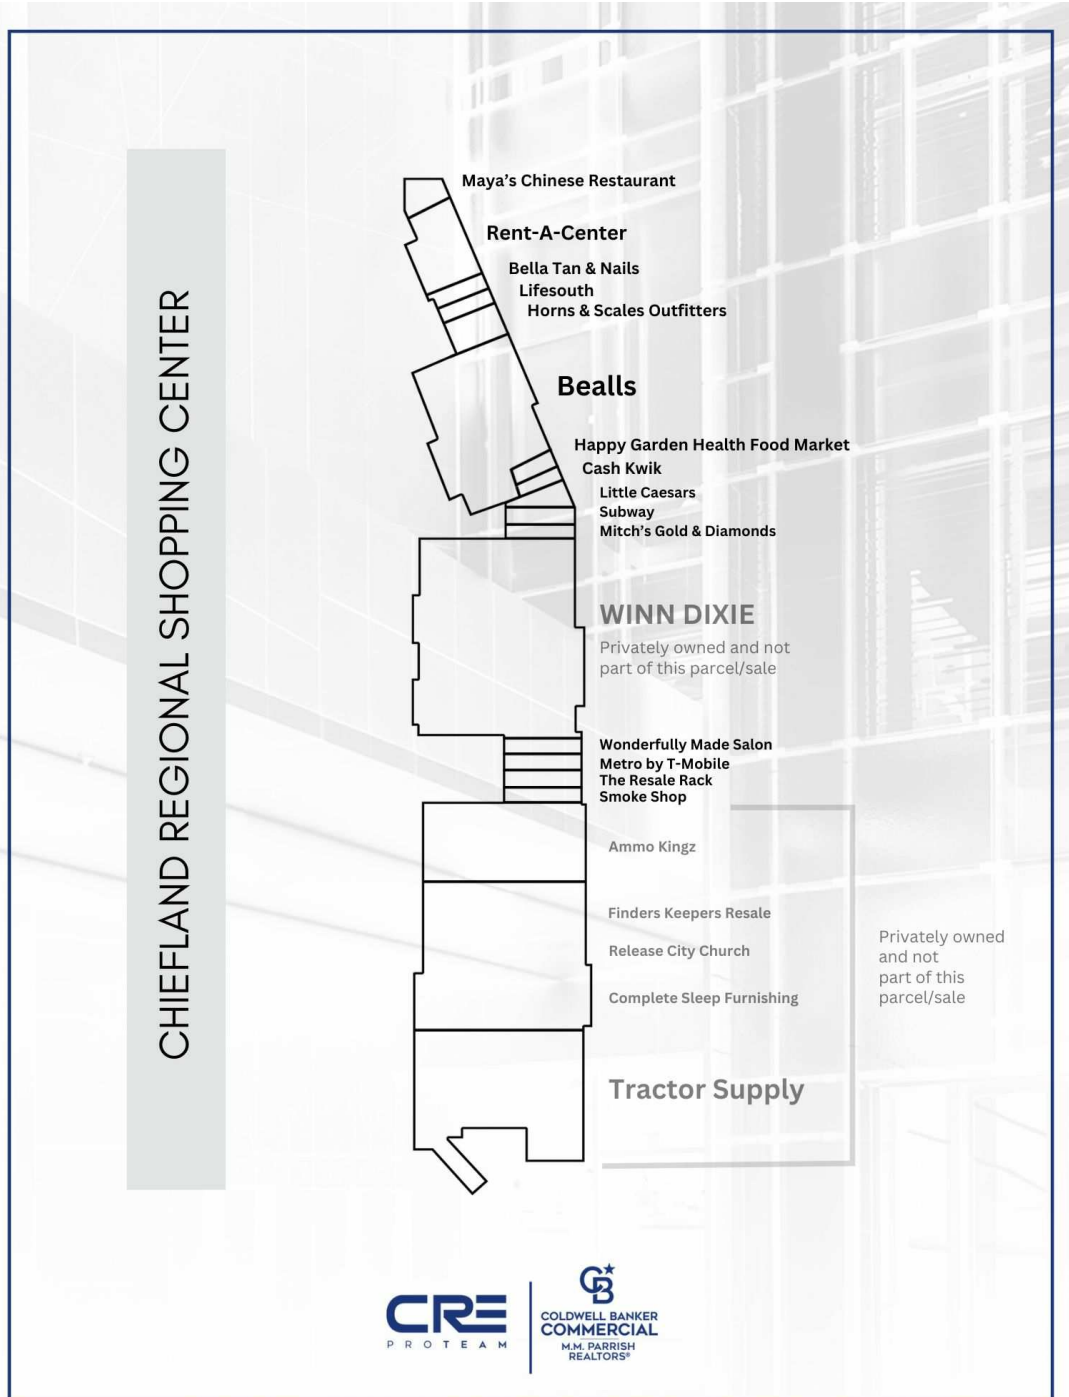 CHIEFLAND REGIONAL SHOPPING CENTER
Maya's Chinese Restaurant
Rent-A-Center
Bella Tan & Nails
Lifesouth
Horns & Scales Outfitters
Bealls
Happy Garden Health Food Market
Cash Kwik
Little Caesars
Subway
Mitch's Gold & Diamonds
WINN DIXIE
Privately owned and not
part of this parcel/sale
Wonderfully Made Salon
Metro by T-Mobile
The Resale Rack
Smoke Shop
Ammo Kingz
Finders Keepers Resale
Release City Church
Complete Sleep Furnishing
Privately owned
and not
part of this
parcel/sale
Tractor Supply
CRE
PROTEAM
CB
COLDWELL BANKER
COMMERCIAL
M.M. PARRISH
REALTORS®